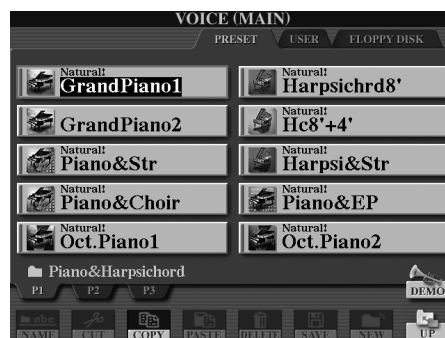 VOICE (MAIN)
PRESET USER FLOPPY DISK
Natural!
GrandPiano1
Natural!
Harpsichrd8'
GrandPiano2
Natural!
Hc8'+4'
Natural!
Piano&Str
Natural!
Harpsi&Str
Natural!
Piano&Choir
Natural!
Piano&EP
Natural!
Oct.Piano1
Natural!
Oct.Piano2
Piano&Harpsichord
P1 P2 P3
DEMO
abc
NAME CUT COPY PASTE DELETE SAVE NEW UP